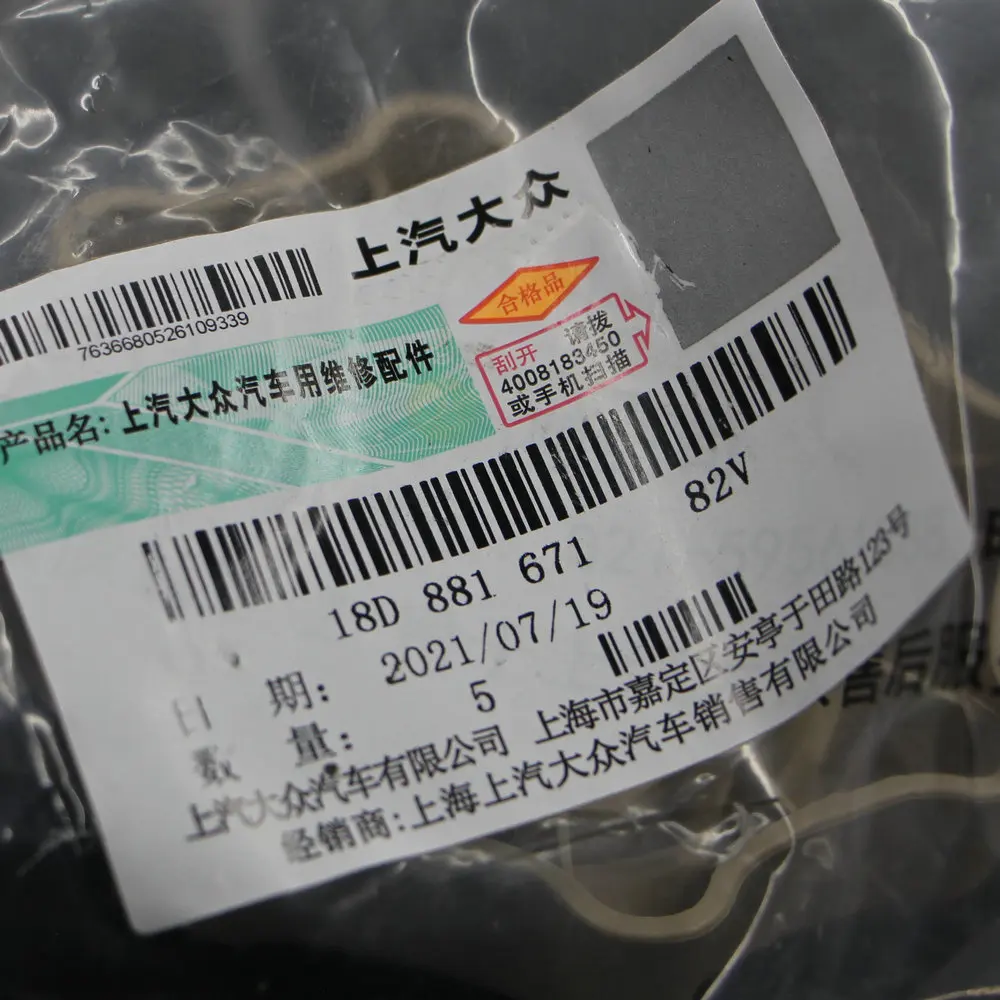 上汽大众
7636680526109339
合格品
刮开 请拨
4008183450
或手机扫描
产品名: 上汽大众汽车用维修配件
18D 881 671 82V
日 期: 2021/07/19
数 量: 5
上汽大众汽车有限公司 上海市嘉定区安亭于田路123号
经销商:上海上汽大众汽车销售有限公司
售后服